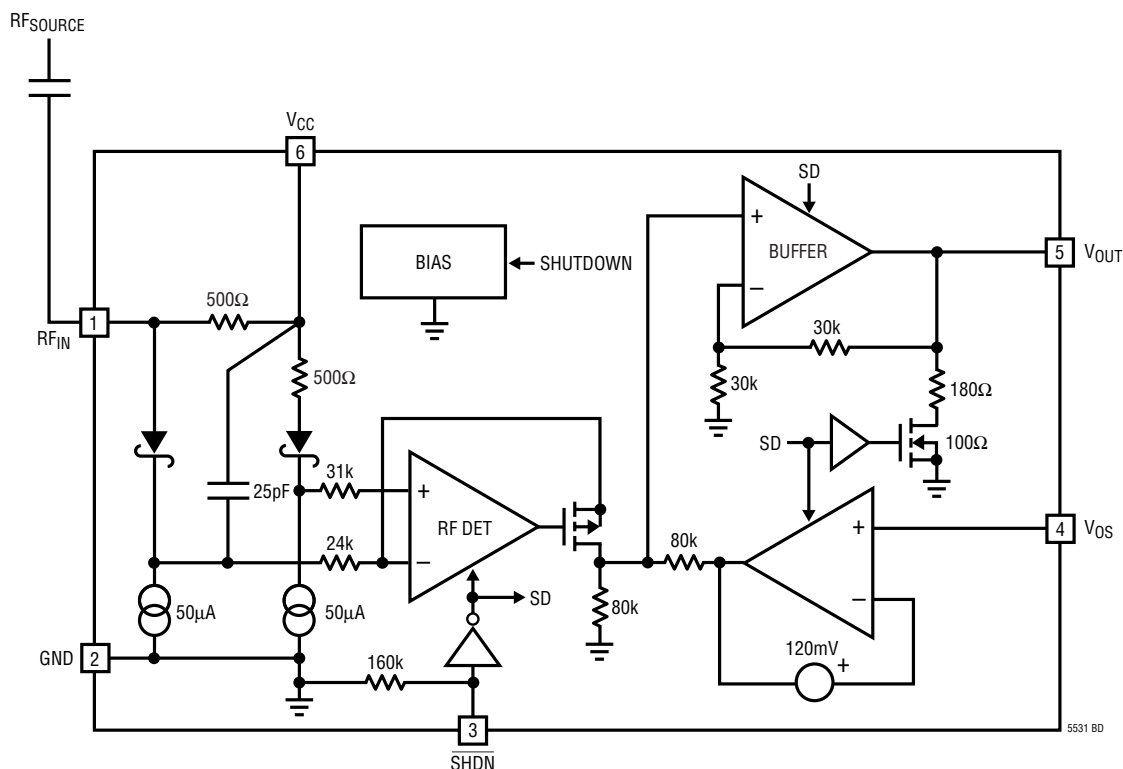 RFSOURCE
VCC
6
SD
+
BUFFER
–
5
VOUT
BIAS
SHUTDOWN
500Ω
1
RFIN
30k
500Ω
30k
180Ω
SD
100Ω
31k
25pF
+
RF DET
–
24k
+
4
VOS
80k
–
50µA
50µA
SD
80k
120mV
+
GND
2
160k
3
SHDN
5531 BD